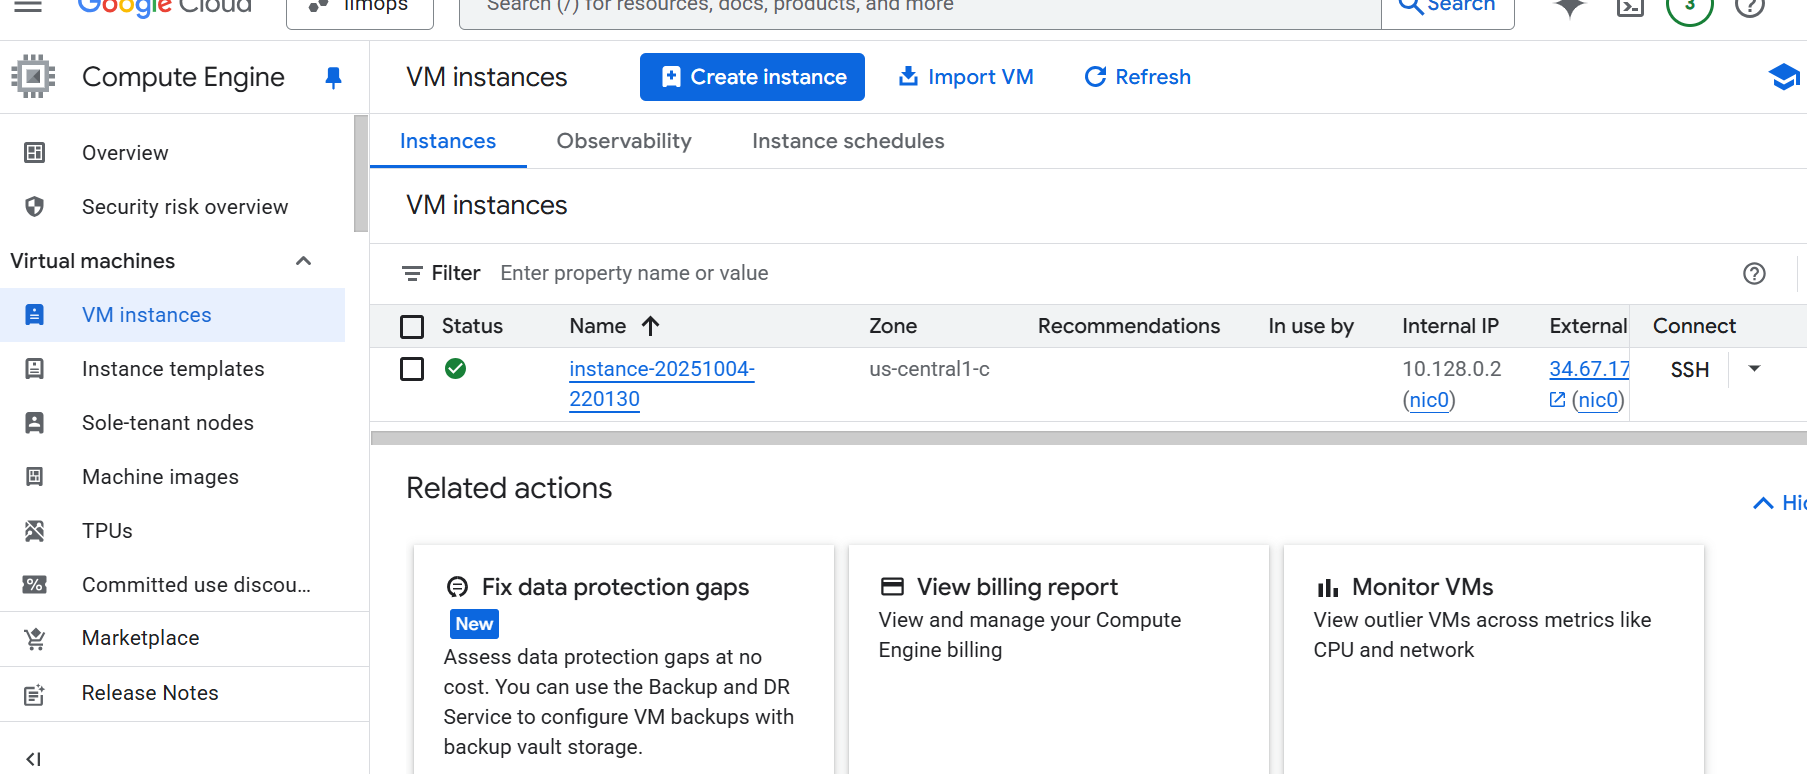 Google Cloud
llmops
Search (/) for resources, docs, products, and more
Search
3
Compute Engine
VM instances
Create instance
Import VM
Refresh
Overview
Security risk overview
Virtual machines
VM instances
Instance templates
Sole-tenant nodes
Machine images
TPUs
Committed use discou...
Marketplace
Release Notes
Instances
Observability
Instance schedules
VM instances
Filter Enter property name or value
Status
Name
Zone
Recommendations
In use by
Internal IP
External
Connect
instance-20251004-
220130
us-central1-c
10.128.0.2
(nic0)
34.67.17
(nic0)
SSH
Related actions
Fix data protection gaps
New
Assess data protection gaps at no
cost. You can use the Backup and DR
Service to configure VM backups with
backup vault storage.
View billing report
View and manage your Compute
Engine billing
Monitor VMs
View outlier VMs across metrics like
CPU and network